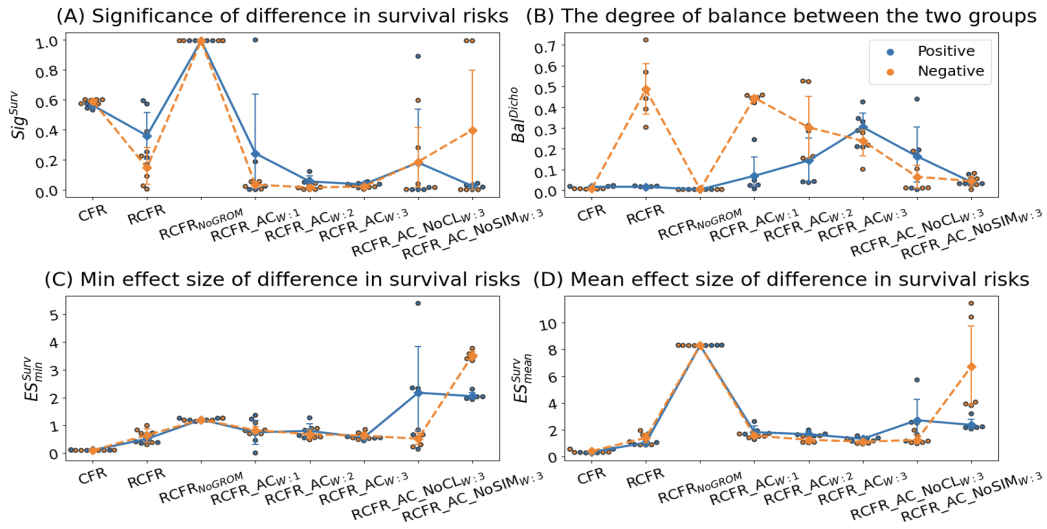 (A) Significance of difference in survival risks
Sig^Surv
1.0
0.8
0.6
0.4
0.2
0.0
CFR
RCFR
RCFR_NoGROM
RCFR_AC_W:1
RCFR_AC_W:2
RCFR_AC_W:3
RCFR_AC_NoCL_W:3
RCFR_AC_NoSIM_W:3
(B) The degree of balance between the two groups
Bal^Dicho
0.7
0.6
0.5
0.4
0.3
0.2
0.1
0.0
Positive
Negative
CFR
RCFR
RCFR_NoGROM
RCFR_AC_W:1
RCFR_AC_W:2
RCFR_AC_W:3
RCFR_AC_NoCL_W:3
RCFR_AC_NoSIM_W:3
(C) Min effect size of difference in survival risks
ES^Surv_min
5
4
3
2
1
0
CFR
RCFR
RCFR_NoGROM
RCFR_AC_W:1
RCFR_AC_W:2
RCFR_AC_W:3
RCFR_AC_NoCL_W:3
RCFR_AC_NoSIM_W:3
(D) Mean effect size of difference in survival risks
ES^Surv_mean
10
8
6
4
2
0
CFR
RCFR
RCFR_NoGROM
RCFR_AC_W:1
RCFR_AC_W:2
RCFR_AC_W:3
RCFR_AC_NoCL_W:3
RCFR_AC_NoSIM_W:3